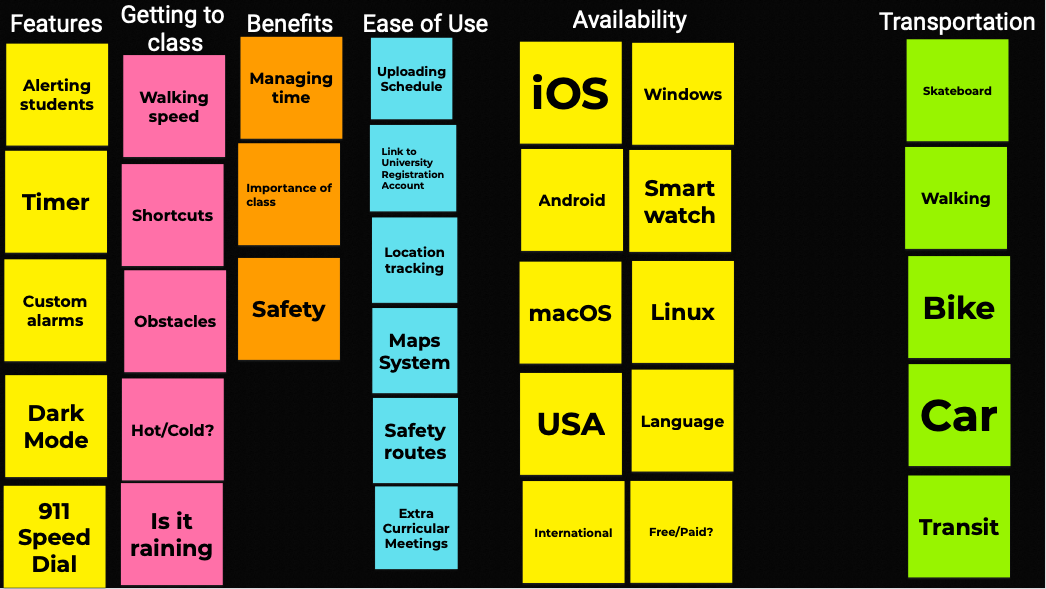 Features
Alerting
students
Timer
Custom
alarms
Dark
Mode
911
Speed
Dial
Getting to
class
Walking
speed
Shortcuts
Obstacles
Hot/Cold?
Is it
raining
Benefits
Managing
time
Importance of
class
Safety
Ease of Use
Uploading
Schedule
Link to
University
Registration
Account
Location
tracking
Maps
System
Safety
routes
Extra
Curricular
Meetings
Availability
iOS
Windows
Android
Smart
watch
macOS
Linux
USA
Language
International
Free/Paid?
Transportation
Skateboard
Walking
Bike
Car
Transit